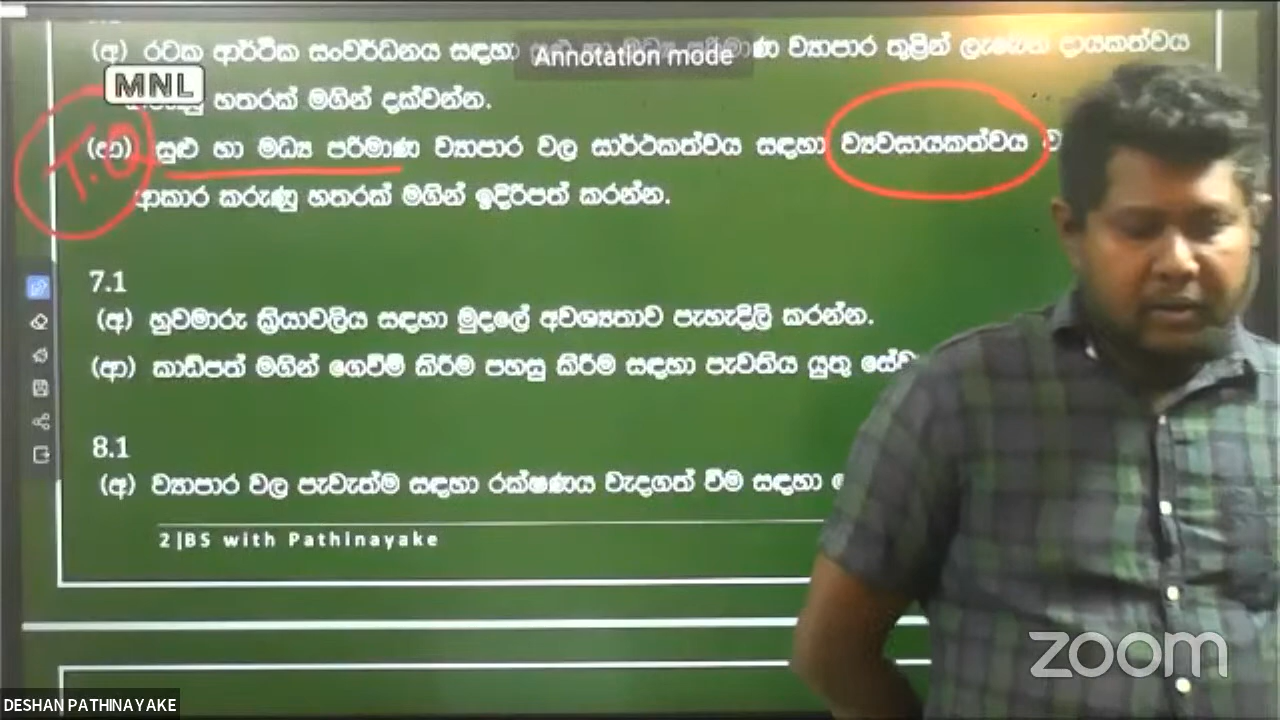 (අ) රටක ආර්ථික සංවර්ධනය සඳහා සුළු හා මධ්‍ය පරිමාණ ව්‍යාපාර තුළින් ලැබෙන දායකත්වය
Annotation mode
MNL
හතරක් මගින් දක්වන්න.
T.Q
(ආ) සුළු හා මධ්‍ය පරිමාණ ව්‍යාපාර වල සාර්ථකත්වය සඳහා ව්‍යවසායකත්වය
ආකාර කරුණු හතරක් මගින් ඉදිරිපත් කරන්න.
7.1
(අ) හුවමාරු ක්‍රියාවලිය සඳහා මුදලේ අවශ්‍යතාව පැහැදිලි කරන්න.
(ආ) කාඩ්පත් මගින් ගෙවීම් කිරීම පහසු කිරීම සඳහා පැවතිය යුතු
8.1
(අ) ව්‍යාපාර වල පැවැත්ම සඳහා රක්ෂණය වැදගත් වීම සඳහා
2 |BS with Pathinayake
zoom
DESHAN PATHINAYAKE